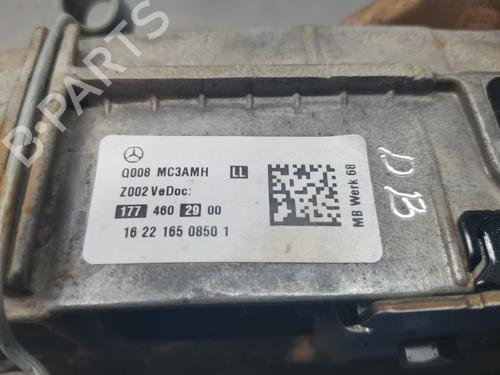 B-PARTS
Q008 MC3AMH LL
Z002 VeDoc:
177 460 29 00
16 22 165 0850 1
MB Werk 68